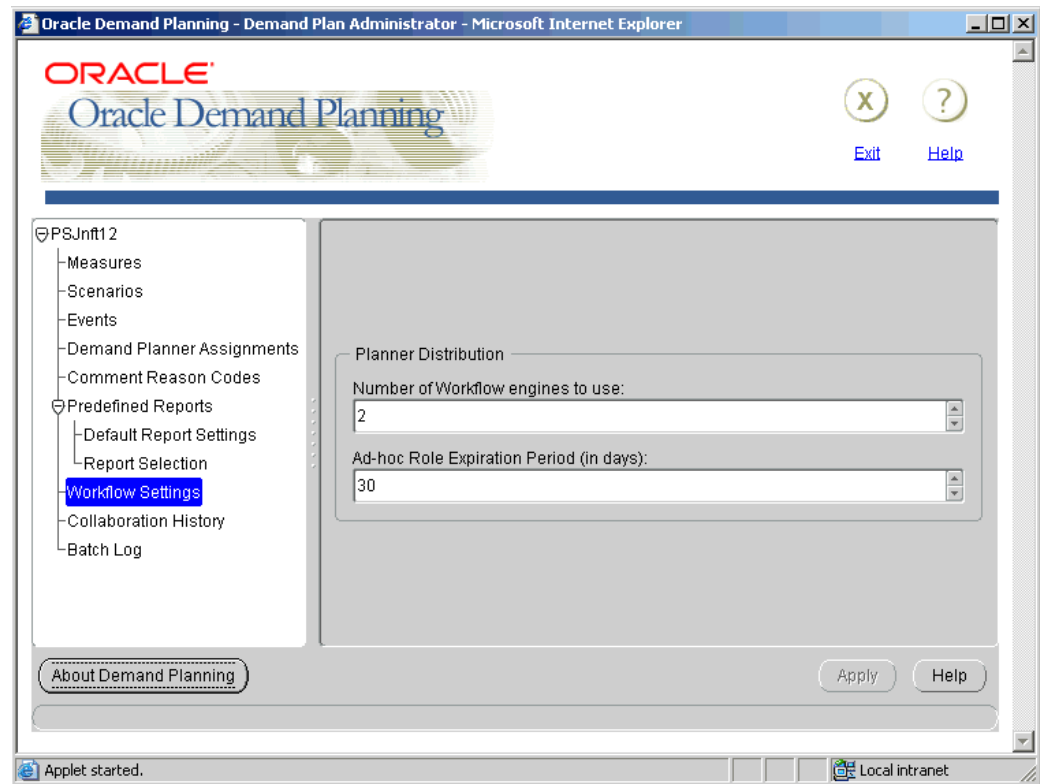 Oracle Demand Planning - Demand Plan Administrator - Microsoft Internet Explorer
ORACLE
Oracle Demand Planning
X
?
Exit
Help
PSJnft12
Measures
Scenarios
Events
Demand Planner Assignments
Comment Reason Codes
Predefined Reports
Default Report Settings
Report Selection
Workflow Settings
Collaboration History
Batch Log
Planner Distribution
Number of Workflow engines to use:
2
Ad-hoc Role Expiration Period (in days):
30
About Demand Planning
Apply
Help
Applet started.
Local intranet